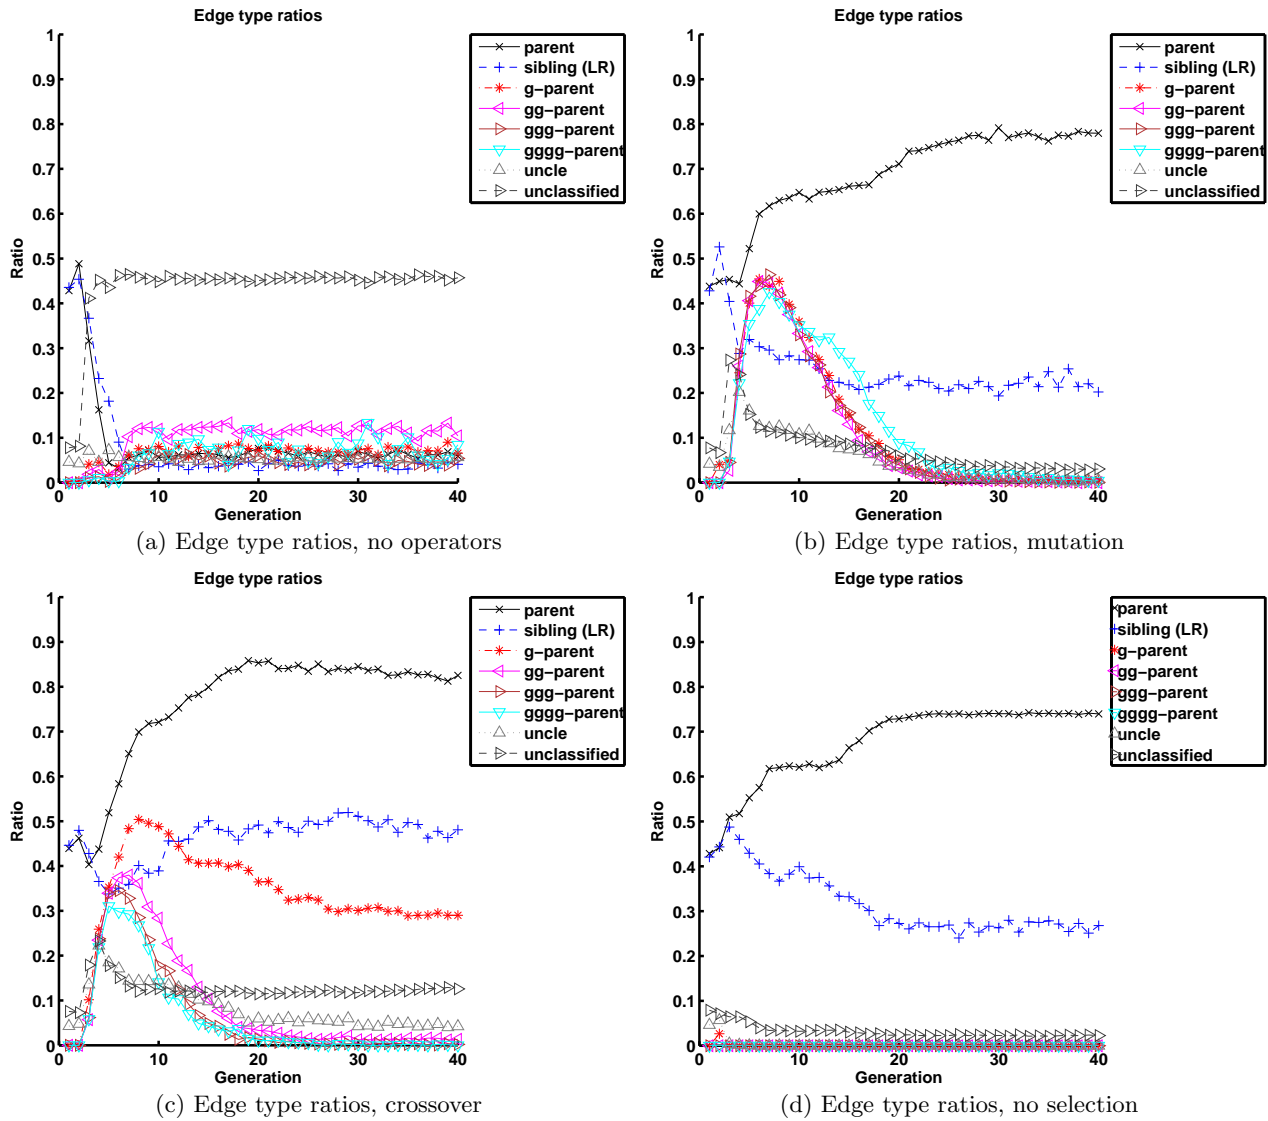 Edge type ratios
1
0.9
0.8
0.7
0.6
0.5
0.4
0.3
0.2
0.1
0
Ratio
0 10 20 30 40
Generation
parent
sibling (LR)
g-parent
gg-parent
ggg-parent
gggg-parent
uncle
unclassified
(a) Edge type ratios, no operators
Edge type ratios
1
0.9
0.8
0.7
0.6
0.5
0.4
0.3
0.2
0.1
0
Ratio
0 10 20 30 40
Generation
parent
sibling (LR)
g-parent
gg-parent
ggg-parent
gggg-parent
uncle
unclassified
(b) Edge type ratios, mutation
Edge type ratios
1
0.9
0.8
0.7
0.6
0.5
0.4
0.3
0.2
0.1
0
Ratio
0 10 20 30 40
Generation
parent
sibling (LR)
g-parent
gg-parent
ggg-parent
gggg-parent
uncle
unclassified
(c) Edge type ratios, crossover
Edge type ratios
1
0.9
0.8
0.7
0.6
0.5
0.4
0.3
0.2
0.1
0
Ratio
0 10 20 30 40
Generation
parent
sibling (LR)
g-parent
gg-parent
ggg-parent
gggg-parent
uncle
unclassified
(d) Edge type ratios, no selection